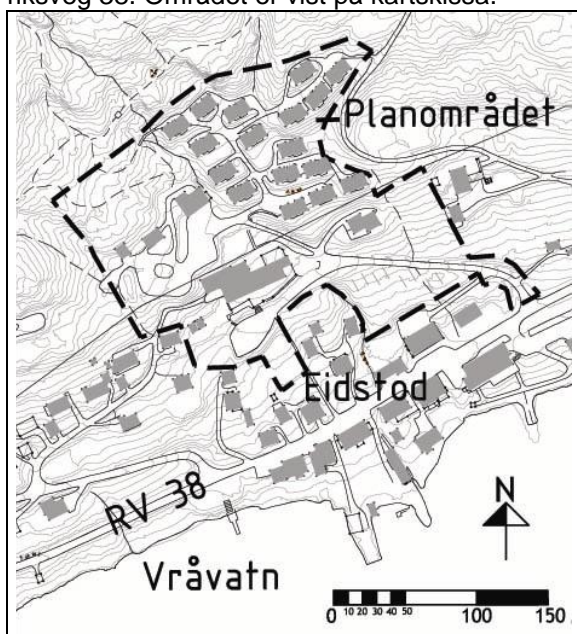 riksveg 38. Området er vist på kartskissa.
Planområdet
Eidstod
RV 38
N
Vråvatn
0 10 20 30 40 50 100 150